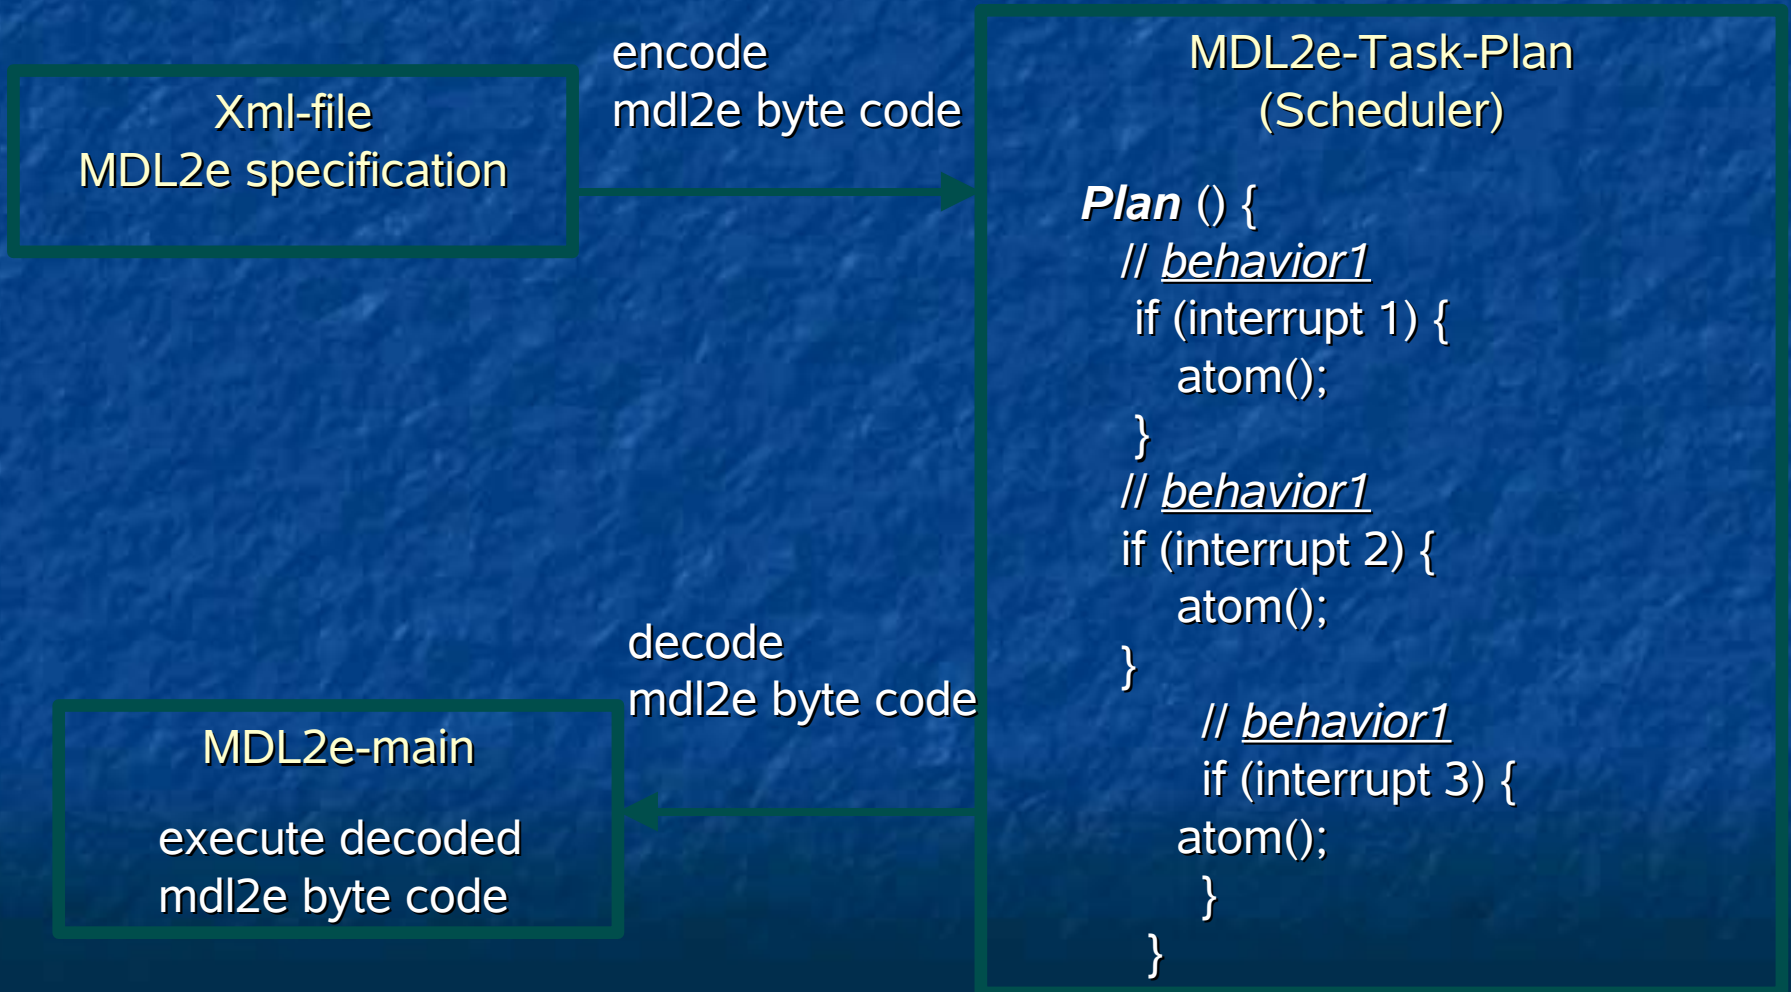 Xml-file
MDL2e specification
encode
mdl2e byte code
MDL2e-Task-Plan
(Scheduler)
Plan () {
// behavior1
if (interrupt 1) {
atom();
}
// behavior1
if (interrupt 2) {
atom();
}
// behavior1
if (interrupt 3) {
atom();
}
}
decode
mdl2e byte code
MDL2e-main
execute decoded
mdl2e byte code